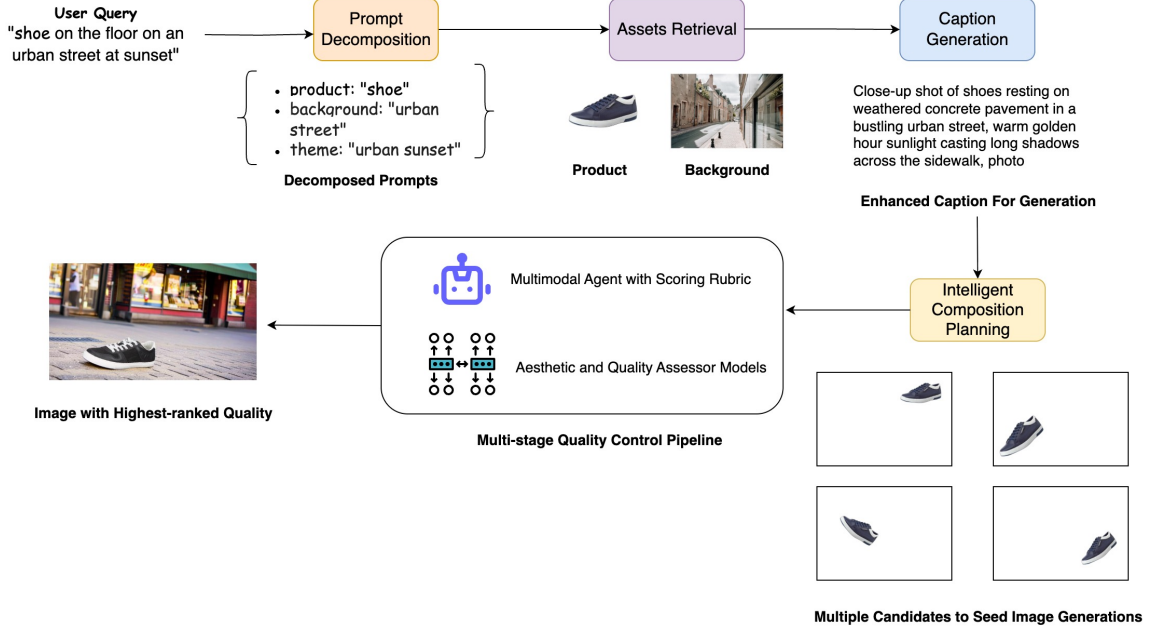 User Query
"shoe on the floor on an
urban street at sunset"
Prompt
Decomposition
Assets Retrieval
Caption
Generation
• product: "shoe"
• background: "urban
street"
• theme: "urban sunset"
Decomposed Prompts
Product
Background
Close-up shot of shoes resting on
weathered concrete pavement in a
bustling urban street, warm golden
hour sunlight casting long shadows
across the sidewalk, photo
Enhanced Caption For Generation
Intelligent
Composition
Planning
Multimodal Agent with Scoring Rubric
Aesthetic and Quality Assessor Models
Multi-stage Quality Control Pipeline
Image with Highest-ranked Quality
Multiple Candidates to Seed Image Generations